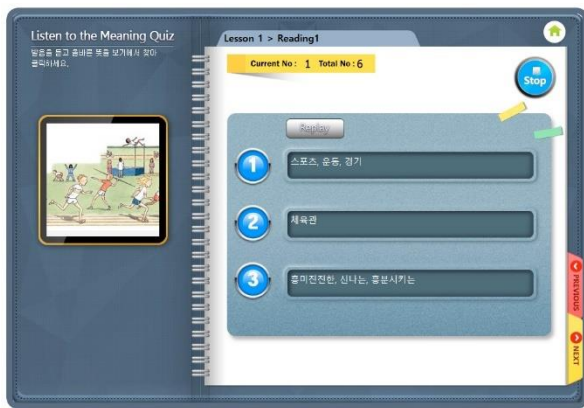 Listen to the Meaning Quiz
발음을 듣고 올바른 뜻을 보기에서 찾아
클릭하세요.
Lesson 1 > Reading1
Current No : 1 Total No : 6
Stop
Replay
1 스포츠, 운동, 경기
2 체육관
3 흥미진진한, 신나는, 흥분시키는
PREVIOUS
NEXT